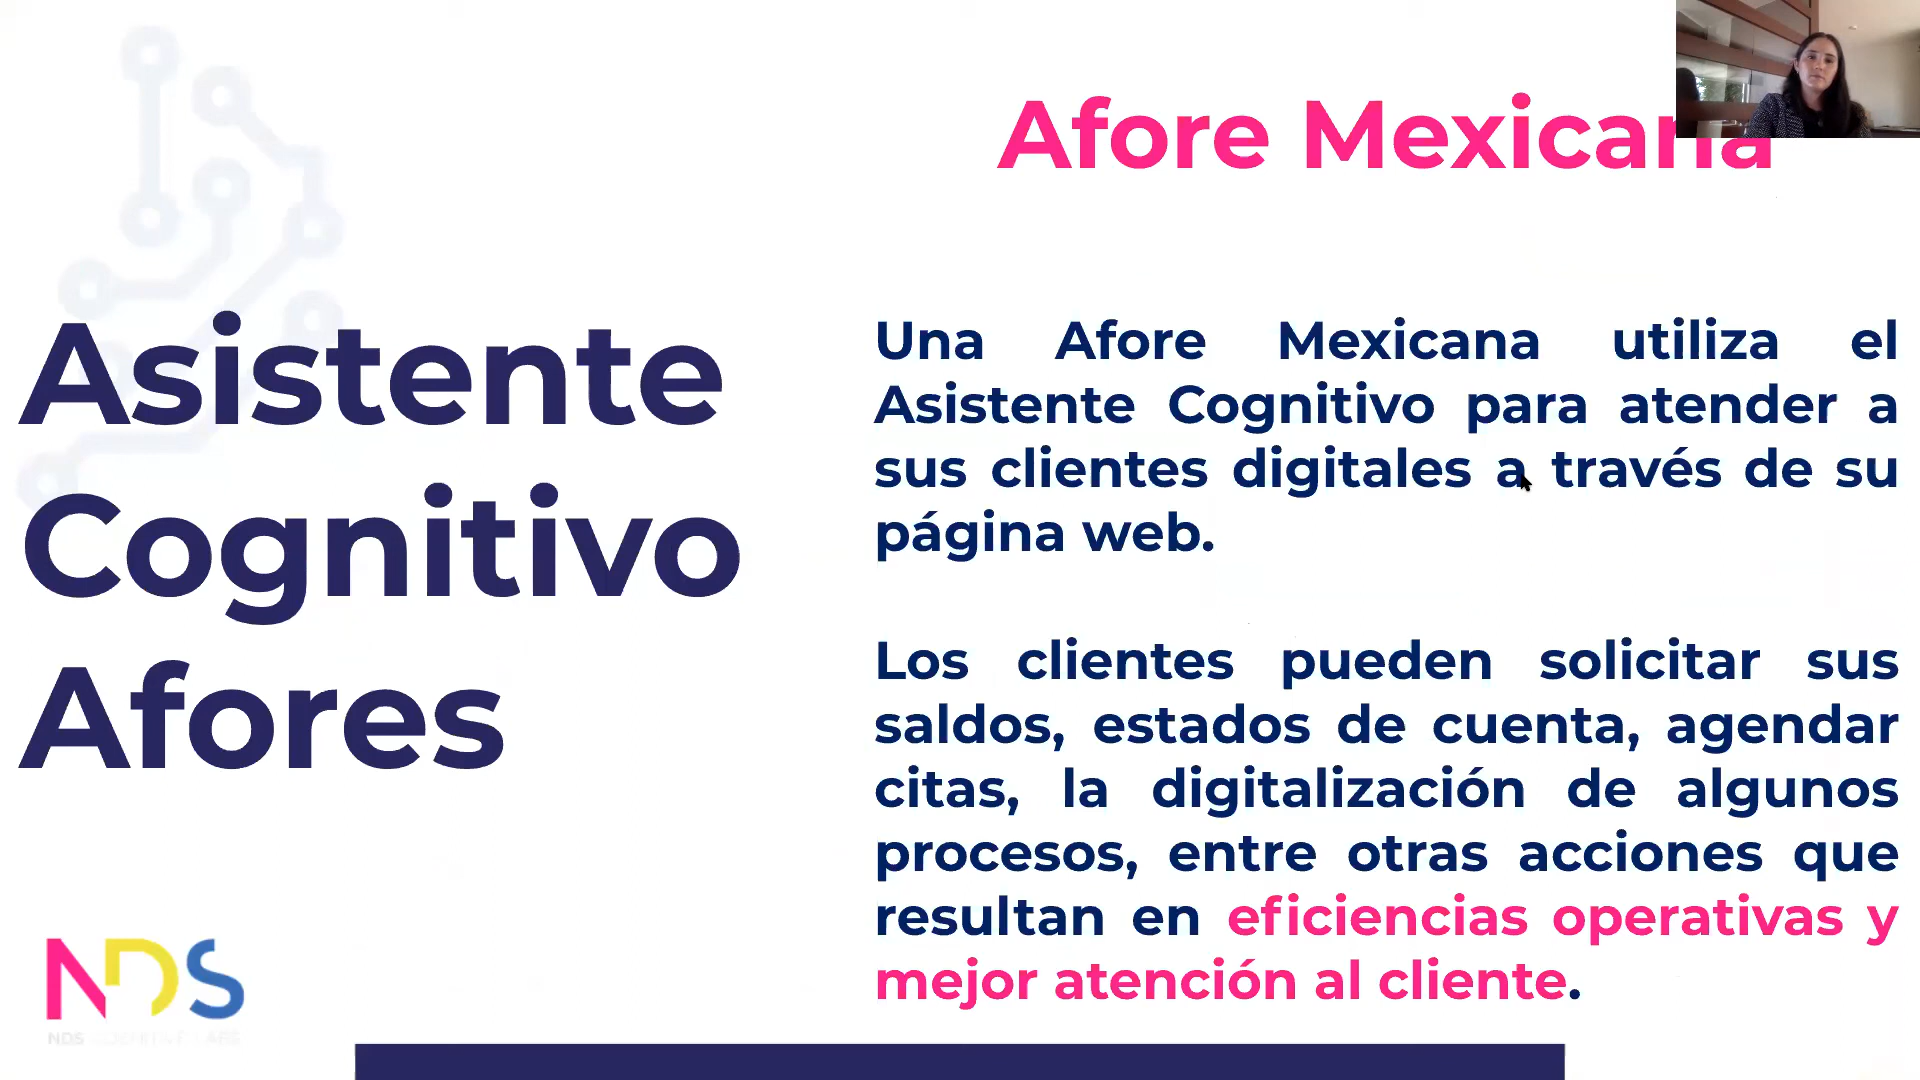 Afore Mexicana
Asistente
Cognitivo
Afores
Una Afore Mexicana utiliza el
Asistente Cognitivo para atender a
sus clientes digitales a través de su
página web.
Los clientes pueden solicitar sus
saldos, estados de cuenta, agendar
citas, la digitalización de algunos
procesos, entre otras acciones que
resultan en eficiencias operativas y
mejor atención al cliente.
NDS
NDS